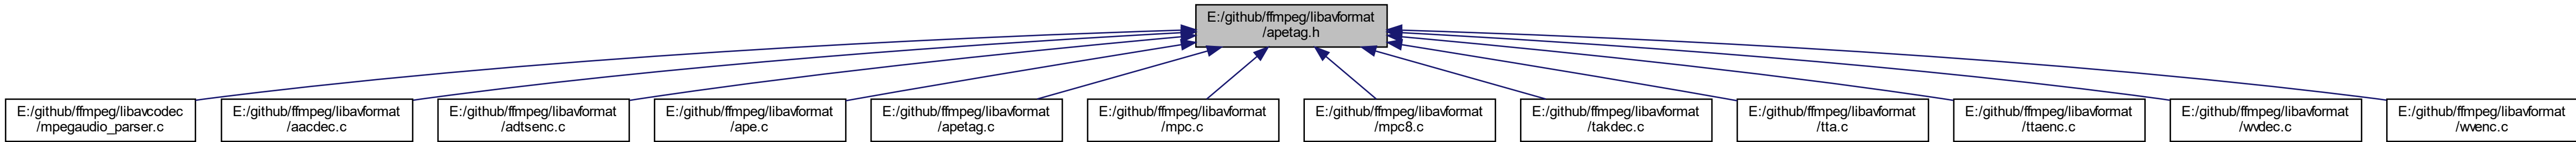 E:/github/ffmpeg/libavformat
/apetag.h
E:/github/ffmpeg/libavcodec
/mpegaudio_parser.c
E:/github/ffmpeg/libavformat
/aacdec.c
E:/github/ffmpeg/libavformat
/adtsenc.c
E:/github/ffmpeg/libavformat
/ape.c
E:/github/ffmpeg/libavformat
/apetag.c
E:/github/ffmpeg/libavformat
/mpc.c
E:/github/ffmpeg/libavformat
/mpc8.c
E:/github/ffmpeg/libavformat
/takdec.c
E:/github/ffmpeg/libavformat
/tta.c
E:/github/ffmpeg/libavformat
/ttaenc.c
E:/github/ffmpeg/libavformat
/wvdec.c
E:/github/ffmpeg/libavformat
/wvenc.c